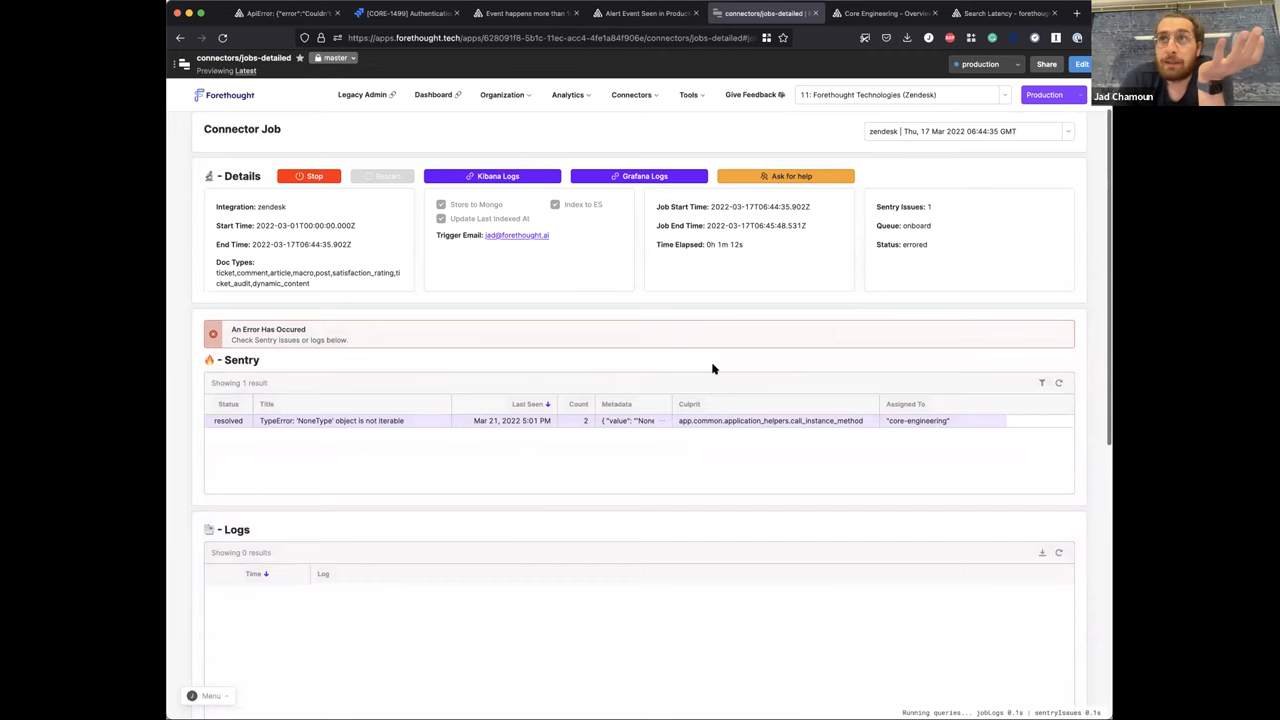 ApiError: {"error":"Couldn'
[CORE-1499] Authenticatio
Event happens more than 1
Alert Event Seen in Produc
connectors/jobs-detailed |
Core Engineering – Overvie
Search Latency – forethoug
https://apps.forethought.tech/628091f8-5b1c-11ec-acc4-4fe1a84f906e/connectors/jobs-detailed#jo
connectors/jobs-detailed
master
Previewing Latest
production
Share
Edit
Jad Chamoun
Forethought
Legacy Admin
Dashboard
Organization
Analytics
Connectors
Tools
Give Feedback
11: Forethought Technologies (Zendesk)
Production
Connector Job
zendesk | Thu, 17 Mar 2022 06:44:35 GMT
- Details
Stop
Restart
Kibana Logs
Grafana Logs
Ask for help
Integration: zendesk
Start Time: 2022-03-01T00:00:00.000Z
End Time: 2022-03-17T06:44:35.902Z
Doc Types:
ticket,comment,article,macro,post,satisfaction_rating,ti
cket_audit,dynamic_content
Store to Mongo
Index to ES
Update Last Indexed At
Trigger Email: jad@forethought.ai
Job Start Time: 2022-03-17T06:44:35.902Z
Job End Time: 2022-03-17T06:45:48.531Z
Time Elapsed: 0h 1m 12s
Sentry Issues: 1
Queue: onboard
Status: errored
An Error Has Occured
Check Sentry issues or logs below.
- Sentry
Showing 1 result
Status
Title
Last Seen
Count
Metadata
Culprit
Assigned To
resolved
TypeError: 'NoneType' object is not iterable
Mar 21, 2022 5:01 PM
2
{ "value": "'None ...
app.common.application_helpers.call_instance_method
"core-engineering"
- Logs
Showing 0 results
Time
Log
J
Menu
Running queries... jobLogs 0.1s | sentryIssues 0.1s